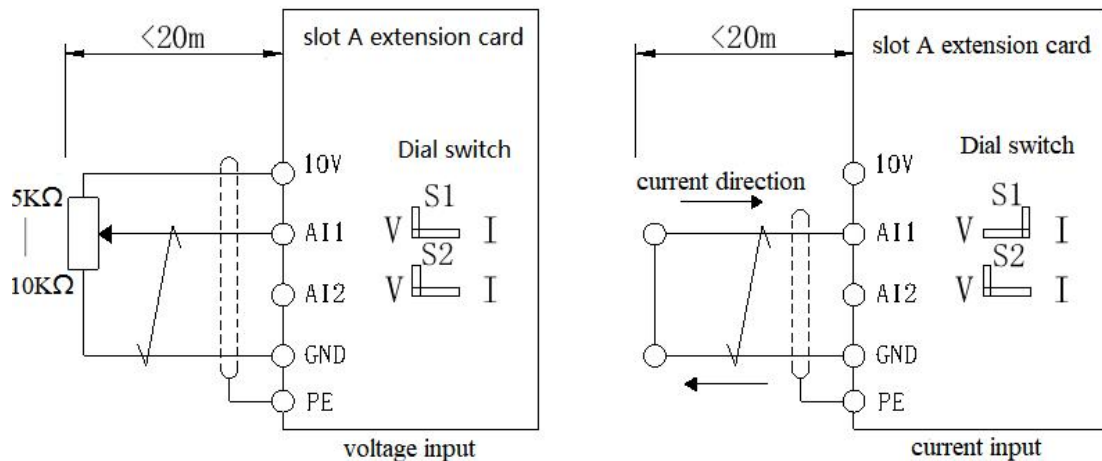 <20m
slot A extension card
10V
Dial switch
5KΩ
S1
AI1
V I
S2
10KΩ
AI2
V I
GND
PE
voltage input
<20m
slot A extension card
10V
Dial switch
current direction
S1
AI1
V I
S2
AI2
V I
GND
PE
current input